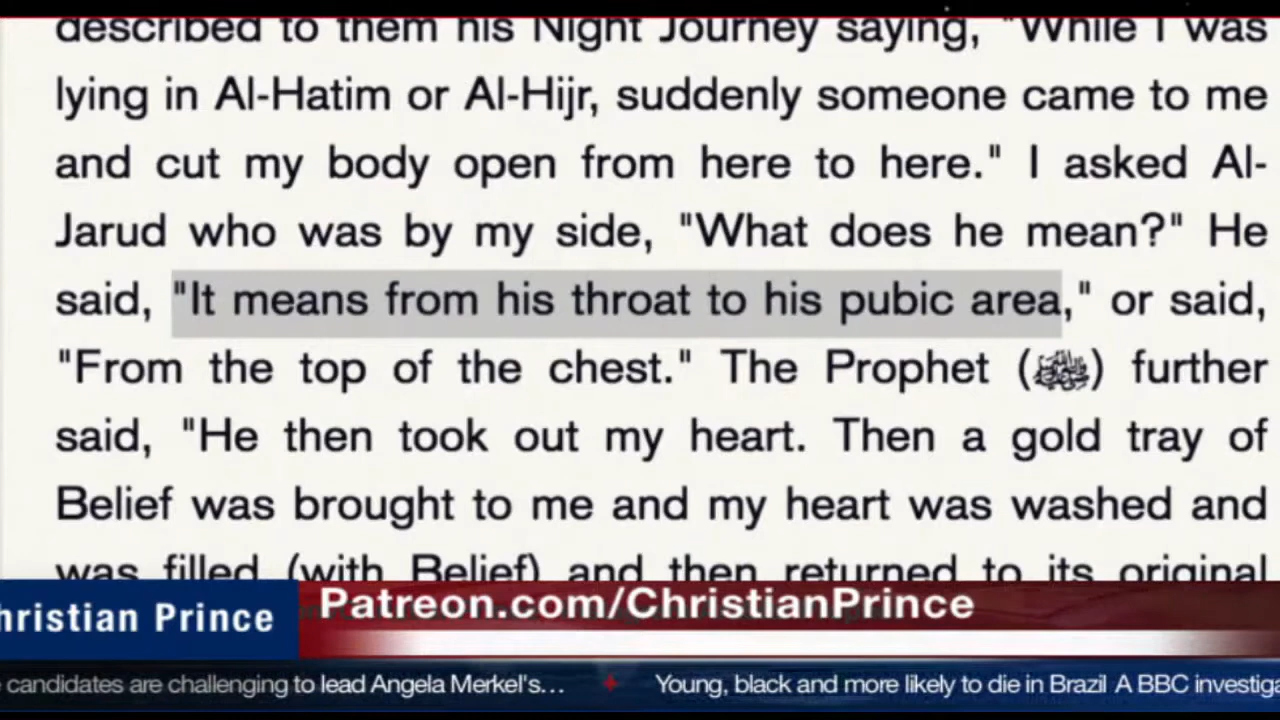 described to them his Night Journey saying, "While I was
lying in Al-Hatim or Al-Hijr, suddenly someone came to me
and cut my body open from here to here." I asked Al-
Jarud who was by my side, "What does he mean?" He
said, "It means from his throat to his pubic area," or said,
"From the top of the chest." The Prophet (ﷺ) further
said, "He then took out my heart. Then a gold tray of
Belief was brought to me and my heart was washed and
was filled (with Belief) and then returned to its original
hristian Prince
Patreon.com/ChristianPrince
candidates are challenging to lead Angela Merkel's... Young, black and more likely to die in Brazil A BBC investiga